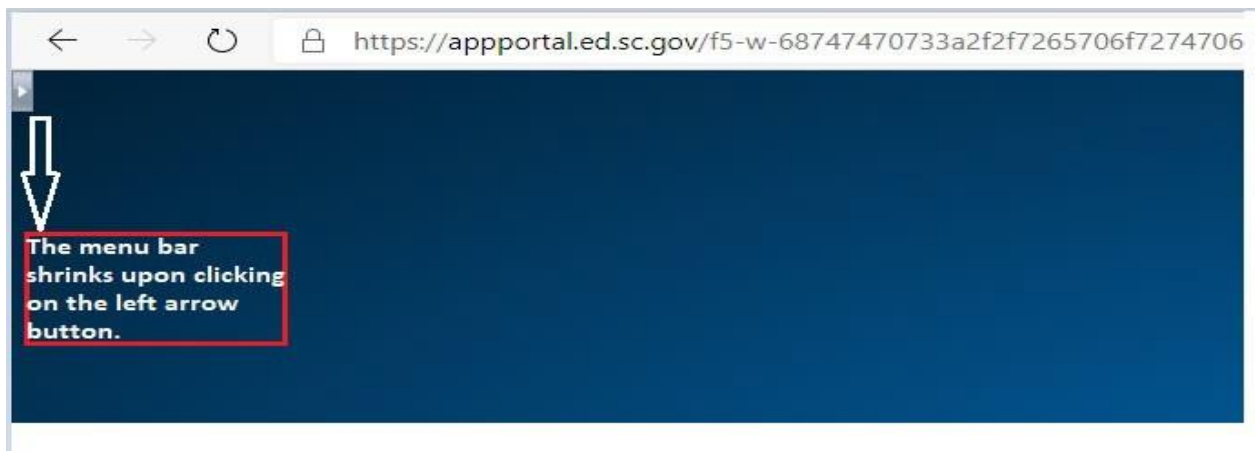 https://appportal.ed.sc.gov/f5-w-68747470733a2f2f7265706f7274706
The menu bar
shrinks upon clicking
on the left arrow
button.